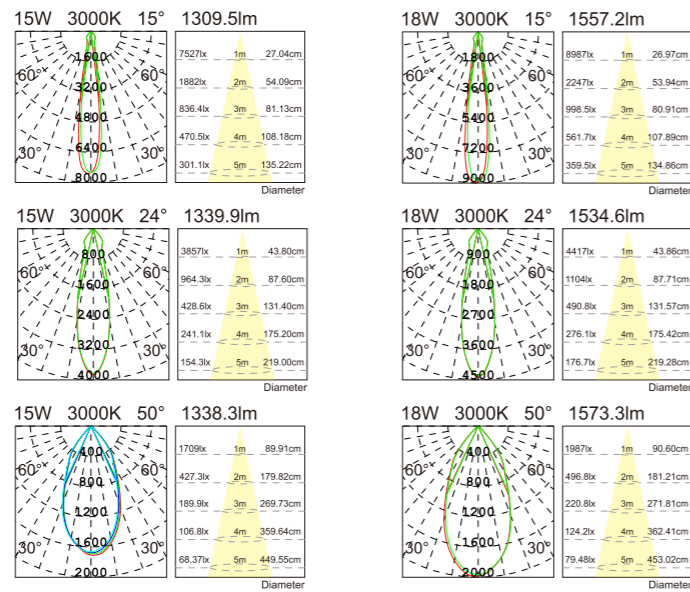 15W 3000K 15° 1309.5lm
1600
3200
4800
6400
8000
60° 60°
30° 30°
7527lx 1m 27.04cm
1882lx 2m 54.09cm
836.4lx 3m 81.13cm
470.5lx 4m 108.18cm
301.1lx 5m 135.22cm
Diameter
18W 3000K 15° 1557.2lm
1800
3600
5400
7200
9000
60° 60°
30° 30°
8987lx 1m 26.97cm
2247lx 2m 53.94cm
998.5lx 3m 80.91cm
561.7lx 4m 107.89cm
359.5lx 5m 134.86cm
Diameter
15W 3000K 24° 1339.9lm
800
1600
2400
3200
4000
60° 60°
30° 30°
3857lx 1m 43.80cm
964.3lx 2m 87.60cm
428.6lx 3m 131.40cm
241.1lx 4m 175.20cm
154.3lx 5m 219.00cm
Diameter
18W 3000K 24° 1534.6lm
900
1800
2700
3600
4500
60° 60°
30° 30°
4417lx 1m 43.86cm
1104lx 2m 87.71cm
490.8lx 3m 131.57cm
276.1lx 4m 175.42cm
176.7lx 5m 219.28cm
Diameter
15W 3000K 50° 1338.3lm
400
800
1200
1600
2000
60° 60°
30° 30°
1709lx 1m 89.91cm
427.3lx 2m 179.82cm
189.9lx 3m 269.73cm
106.8lx 4m 359.64cm
68.37lx 5m 449.55cm
Diameter
18W 3000K 50° 1573.3lm
400
800
1200
1600
2000
60° 60°
30° 30°
1987lx 1m 90.60cm
496.8lx 2m 181.21cm
220.8lx 3m 271.81cm
124.2lx 4m 362.41cm
79.48lx 5m 453.02cm
Diameter